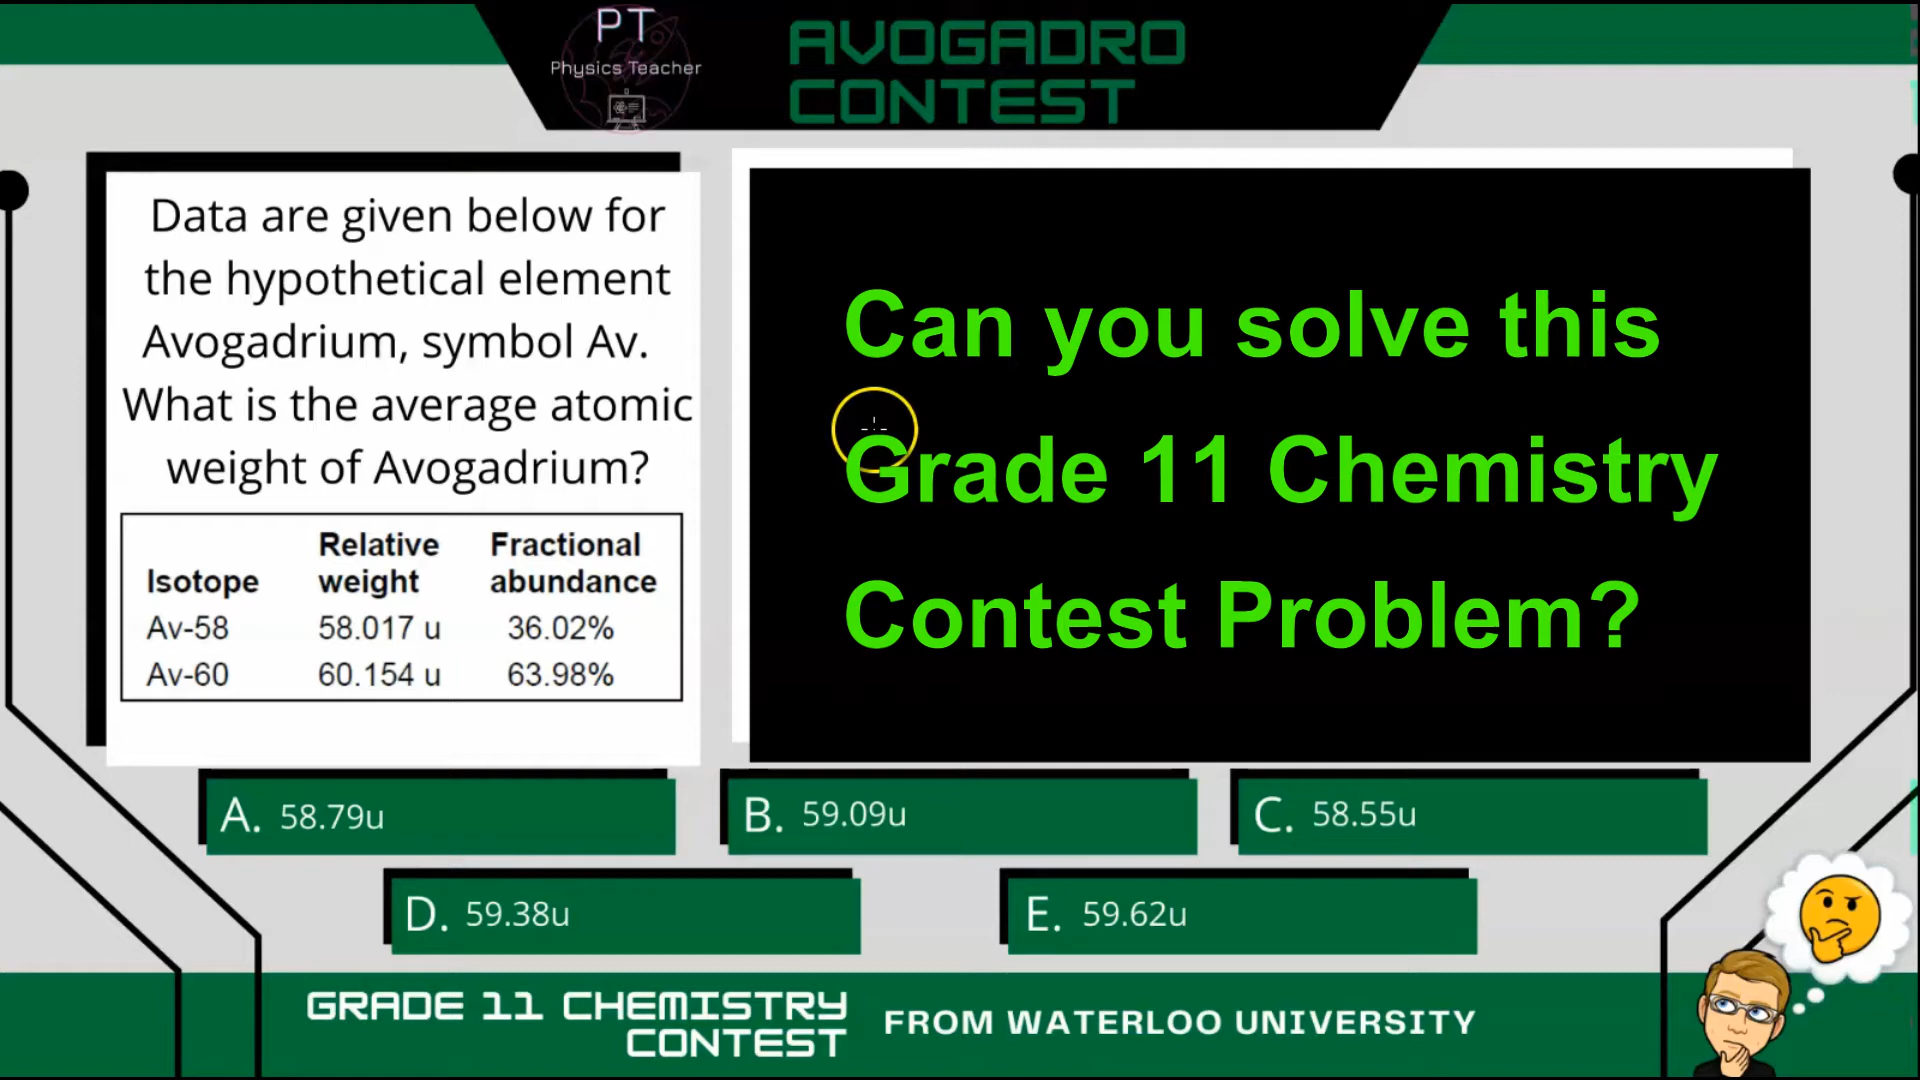 PT
Physics Teacher
AVOGADRO
CONTEST
Data are given below for
the hypothetical element
Avogadrium, symbol Av.
What is the average atomic
weight of Avogadrium?
Relative Fractional
Isotope weight abundance
Av-58 58.017 u 36.02%
Av-60 60.154 u 63.98%
Can you solve this
Grade 11 Chemistry
Contest Problem?
A. 58.79u
B. 59.09u
C. 58.55u
D. 59.38u
E. 59.62u
GRADE 11 CHEMISTRY
CONTEST
FROM WATERLOO UNIVERSITY